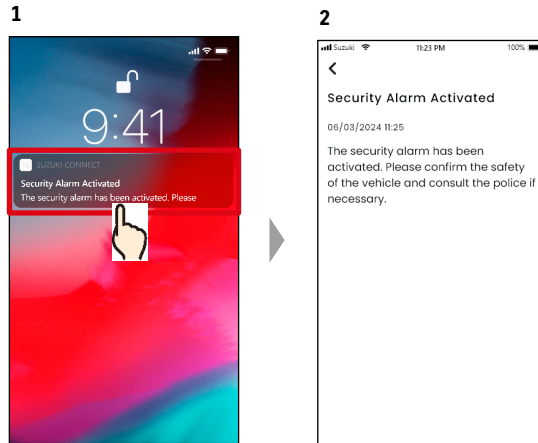 1
9:41
SUZUKI CONNECT
Security Alarm Activated
The security alarm has been activated. Please
2
Suzuki 11:23 PM 100%
Security Alarm Activated
06/03/2024 11:25
The security alarm has been
activated. Please confirm the safety
of the vehicle and consult the police if
necessary.